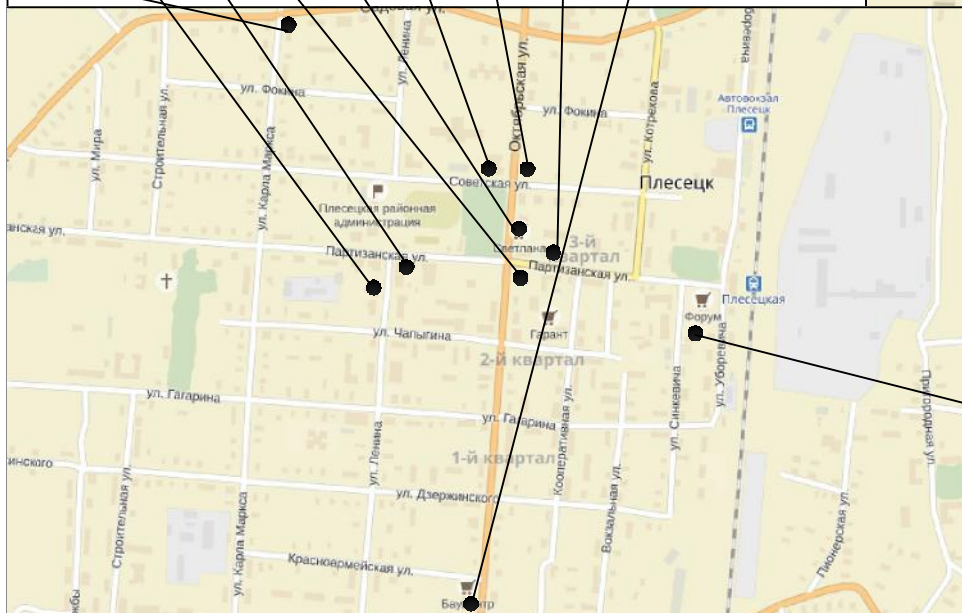 Садовая ул.
ул. Ленина
Октябрьская ул.
ул. Фокина
ул. Фокина
ул. Котрехова
Автовокзал
Плесецк
ул. Мира
Строительная ул.
ул. Карла Маркса
Советская ул.
Плесецк
Плесецкая районная
администрация
Светлана
3-й
квартал
Партизанская ул.
Партизанская ул.
Плесецкая
Форум
Гарант
ул. Чапыгина
2-й квартал
ул. Уборевича
ул. Гагарина
ул. Гагарина
ул. Синкевича
Пригородная ул.
Кооперативная ул.
1-й квартал
ул. Ленина
ул. Дзержинского
Строительная ул.
ул. Карла Маркса
Вокзальная ул.
Пионерская ул.
Красноармейская ул.